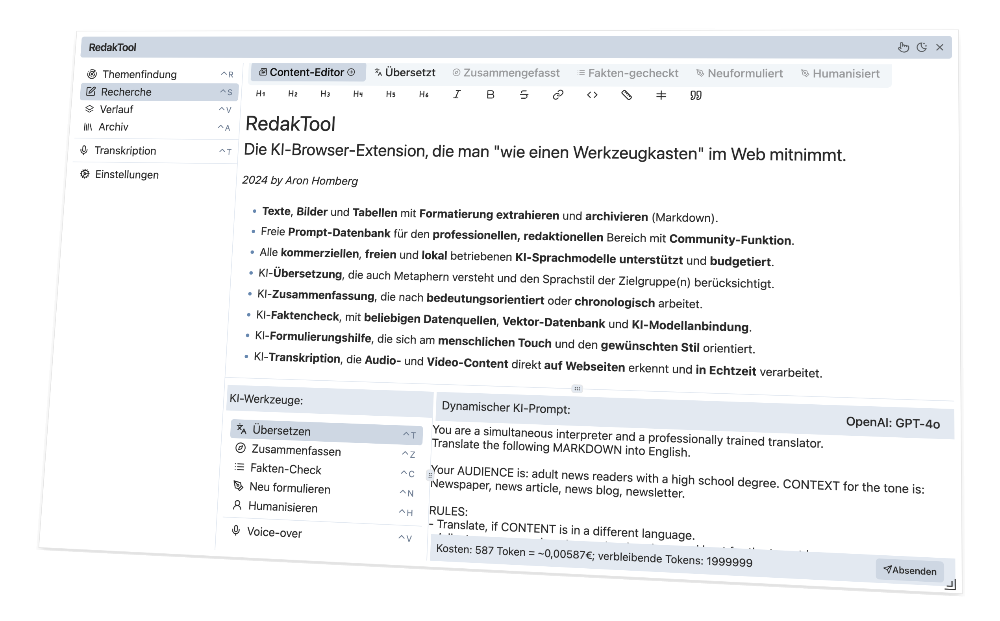 RedakTool
Themenfindung ^R
Recherche ^S
Verlauf ^V
Archiv ^A
Transkription ^T
Einstellungen
Content-Editor Übersetzt Zusammengefasst Fakten-gecheckt Neuformuliert Humanisiert
H1 H2 H3 H4 H5 H6 I B S
RedakTool
Die KI-Browser-Extension, die man "wie einen Werkzeugkasten" im Web mitnimmt.
2024 by Aron Homberg
• Texte, Bilder und Tabellen mit Formatierung extrahieren und archivieren (Markdown).
• Freie Prompt-Datenbank für den professionellen, redaktionellen Bereich mit Community-Funktion.
• Alle kommerziellen, freien und lokal betriebenen KI-Sprachmodelle unterstützt und budgetiert.
• KI-Übersetzung, die auch Metaphern versteht und den Sprachstil der Zielgruppe(n) berücksichtigt.
• KI-Zusammenfassung, die nach bedeutungsorientiert oder chronologisch arbeitet.
• KI-Faktencheck, mit beliebigen Datenquellen, Vektor-Datenbank und KI-Modellanbindung.
• KI-Formulierungshilfe, die sich am menschlichen Touch und den gewünschten Stil orientiert.
• KI-Transkription, die Audio- und Video-Content direkt auf Webseiten erkennt und in Echtzeit verarbeitet.
KI-Werkzeuge:
Übersetzen ^T
Zusammenfassen ^Z
Fakten-Check ^C
Neu formulieren ^N
Humanisieren ^H
Voice-over ^V
Dynamischer KI-Prompt:
OpenAI: GPT-4o
You are a simultaneous interpreter and a professionally trained translator.
Translate the following MARKDOWN into English.
Your AUDIENCE is: adult news readers with a high school degree. CONTEXT for the tone is:
Newspaper, news article, news blog, newsletter.
RULES:
- Translate, if CONTENT is in a different language.
Kosten: 587 Token = ~0,00587€; verbleibende Tokens: 1999999
Absenden